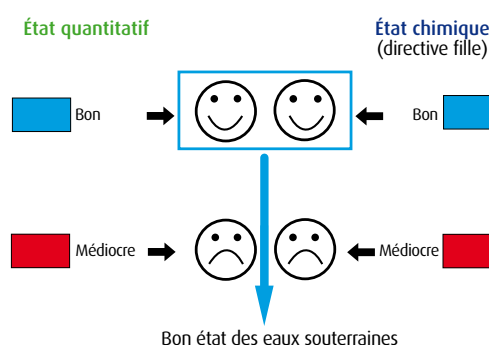 État quantitatif
État chimique
(directive fille)
Bon
Bon
Médiocre
Médiocre
Bon état des eaux souterraines